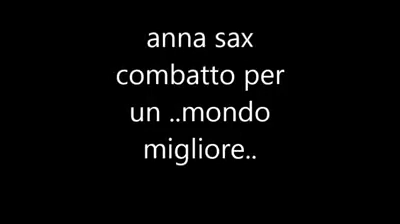 anna sax
combatto per
un ..mondo
migliore..